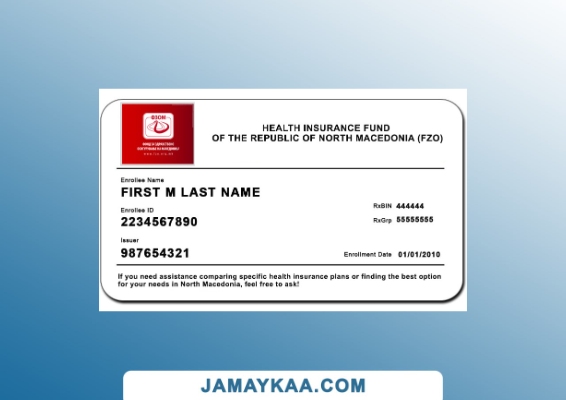 ФЗОМ
HEALTH INSURANCE FUND
OF THE REPUBLIC OF NORTH MACEDONIA (FZO)
Enrollee Name
FIRST M LAST NAME
Enrollee ID
2234567890
RxBIN 444444
RxGrp 55555555
Issuer
987654321
Enrollment Date 01/01/2010
If you need assistance comparing specific health insurance plans or finding the best option
for your needs in North Macedonia, feel free to ask!
JAMAYKAA.COM